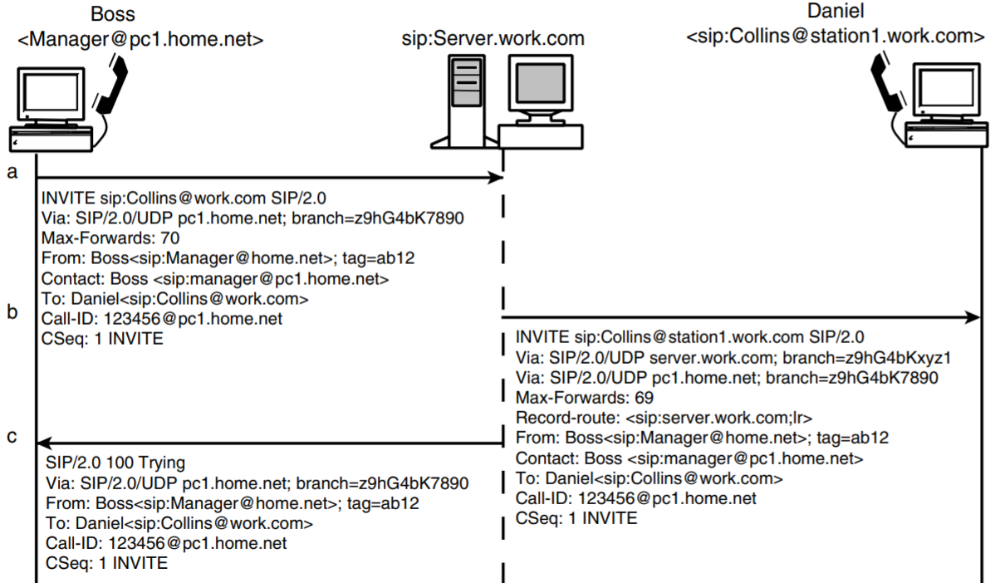 Boss
<Manager@pc1.home.net>
sip:Server.work.com
Daniel
<sip:Collins@station1.work.com>
a
INVITE sip:Collins@work.com SIP/2.0
Via: SIP/2.0/UDP pc1.home.net; branch=z9hG4bK7890
Max-Forwards: 70
From: Boss<sip:Manager@home.net>; tag=ab12
Contact: Boss <sip:manager@pc1.home.net>
To: Daniel<sip:Collins@work.com>
Call-ID: 123456@pc1.home.net
CSeq: 1 INVITE
b
INVITE sip:Collins@station1.work.com SIP/2.0
Via: SIP/2.0/UDP server.work.com; branch=z9hG4bKxyz1
Via: SIP/2.0/UDP pc1.home.net; branch=z9hG4bK7890
Max-Forwards: 69
Record-route: <sip:server.work.com;lr>
From: Boss<sip:Manager@home.net>; tag=ab12
Contact: Boss <sip:manager@pc1.home.net>
To: Daniel<sip:Collins@work.com>
Call-ID: 123456@pc1.home.net
CSeq: 1 INVITE
c
SIP/2.0 100 Trying
Via: SIP/2.0/UDP pc1.home.net; branch=z9hG4bK7890
From: Boss<sip:Manager@home.net>; tag=ab12
To: Daniel<sip:Collins@work.com>
Call-ID: 123456@pc1.home.net
CSeq: 1 INVITE